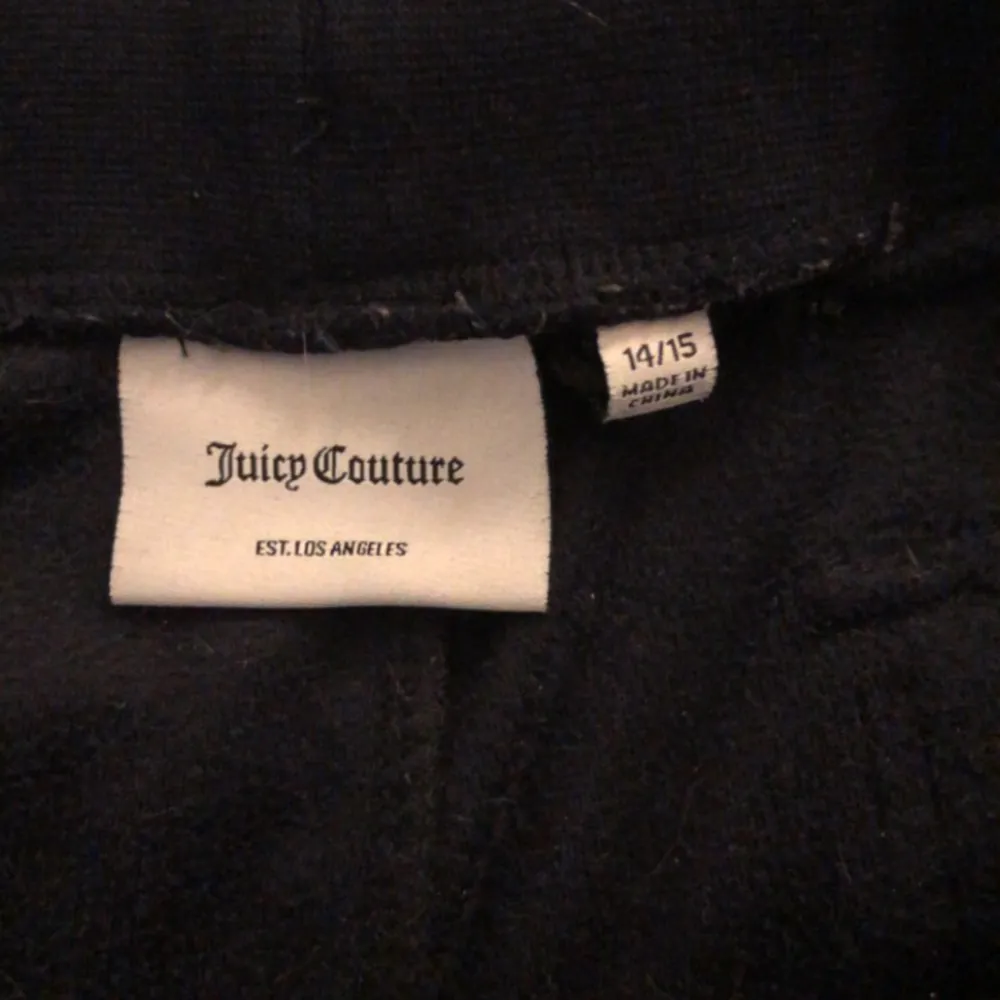 Juicy Couture
EST. LOS ANGELES
14/15
MADE IN
CHINA